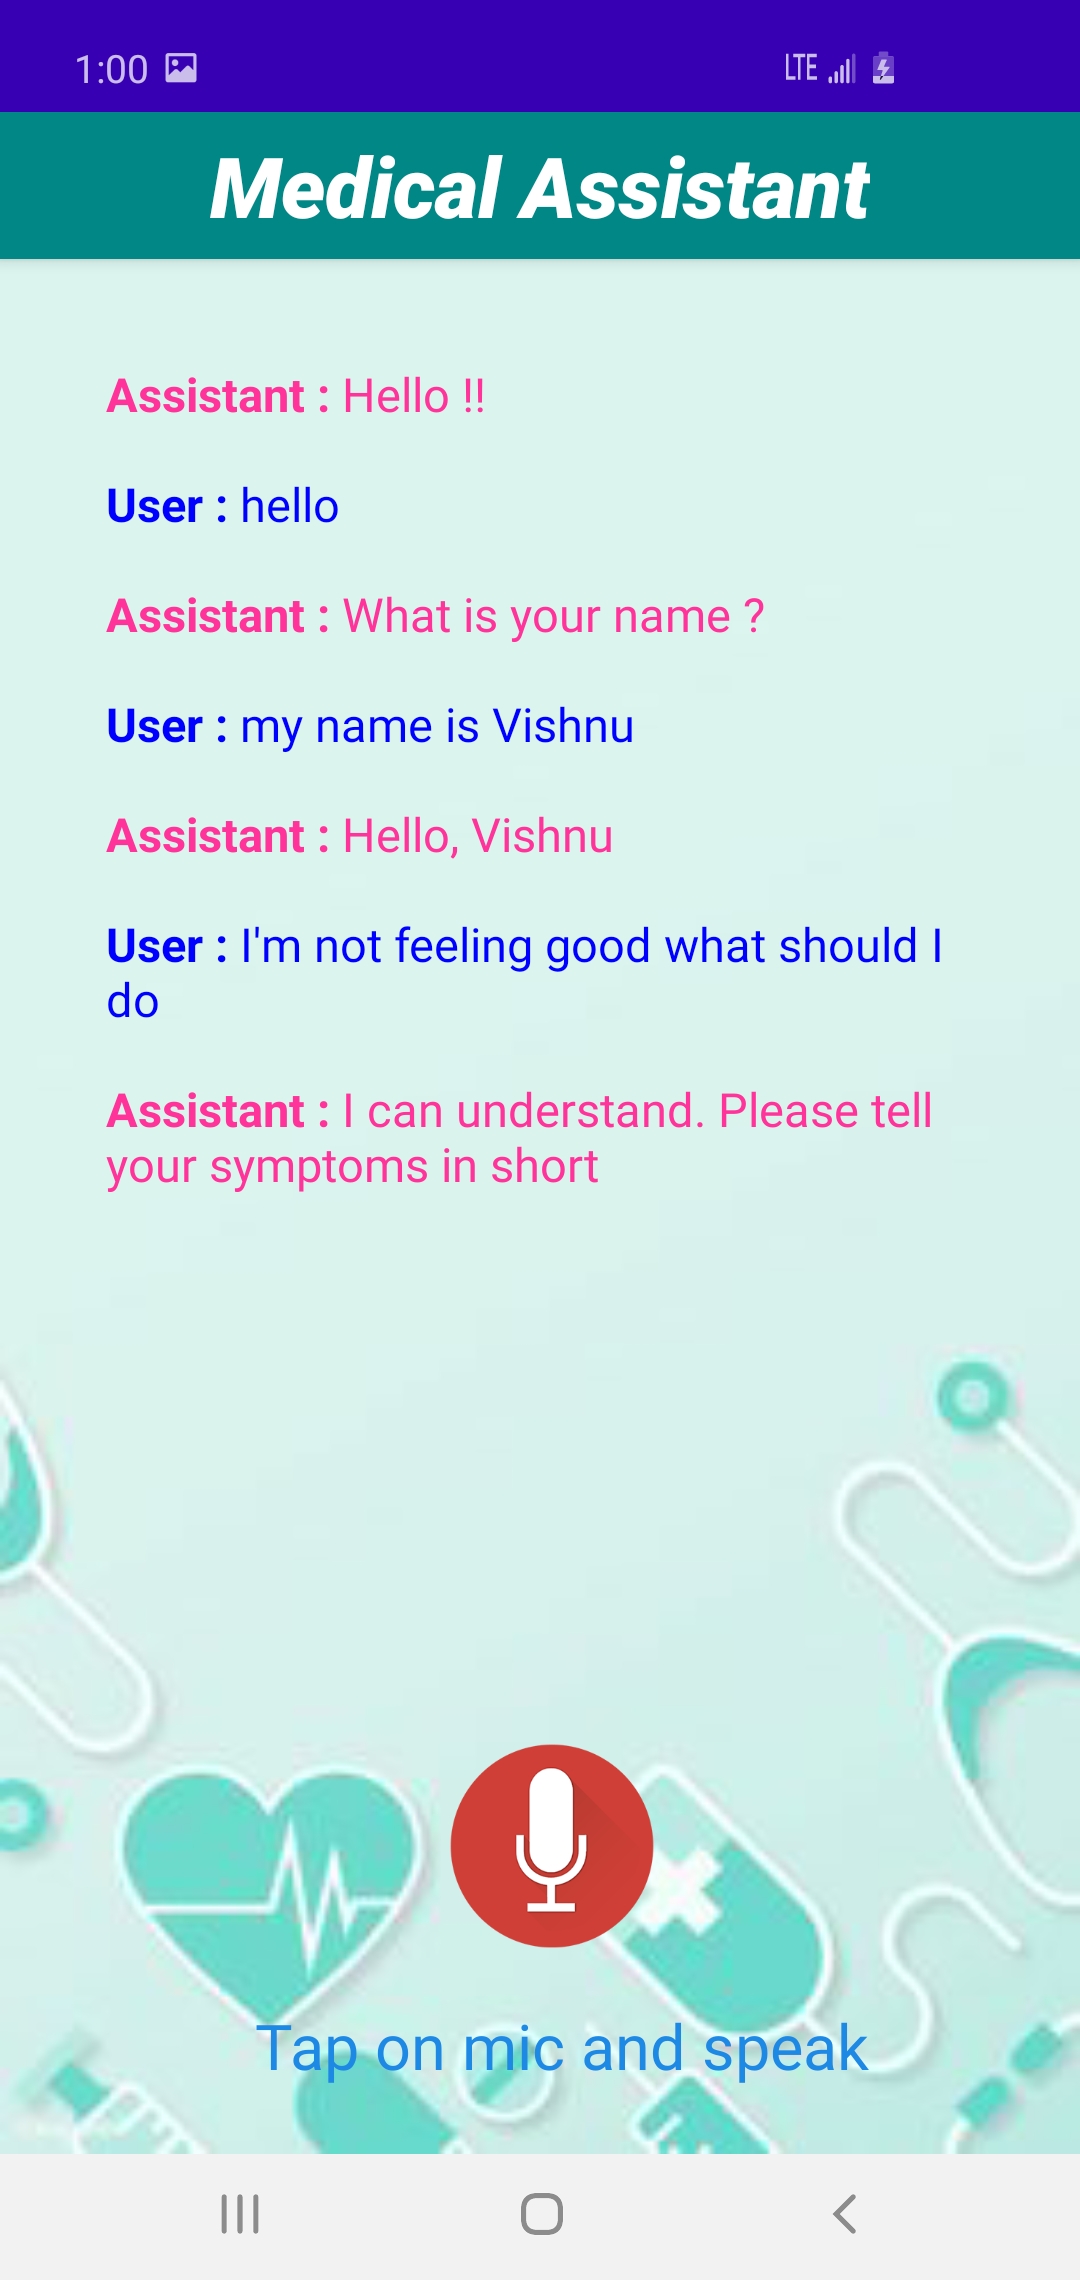 1:00 LTE
Medical Assistant
Assistant : Hello !!
User : hello
Assistant : What is your name ?
User : my name is Vishnu
Assistant : Hello, Vishnu
User : I'm not feeling good what should I
do
Assistant : I can understand. Please tell
your symptoms in short
Tap on mic and speak